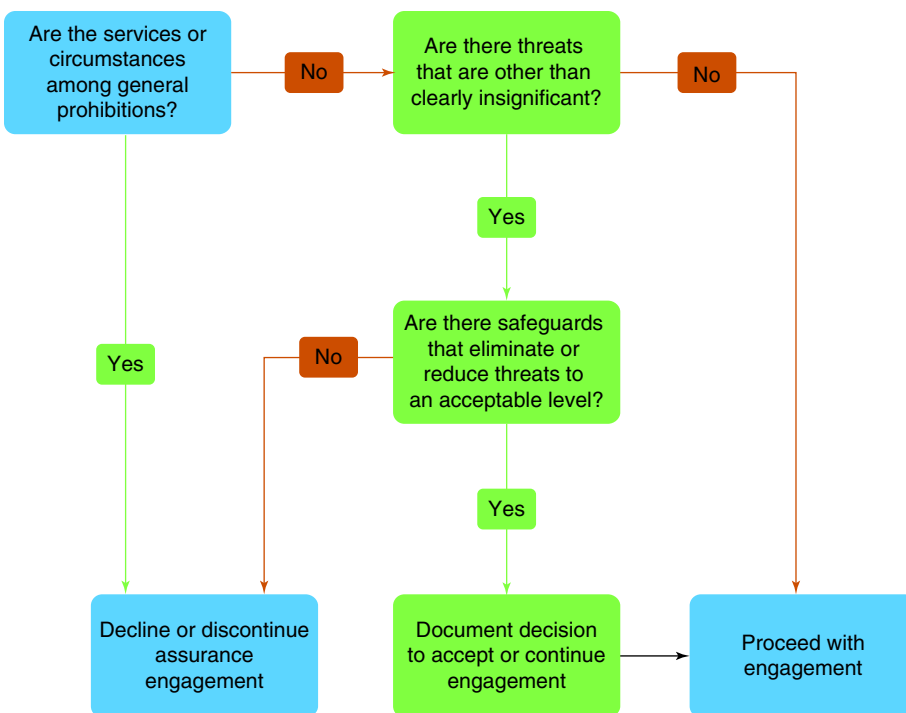 Are the services or
circumstances
among general
prohibitions?
No
Are there threats
that are other than
clearly insignificant?
No
Yes
Are there safeguards
that eliminate or
reduce threats to
an acceptable level?
No
Yes
Yes
Decline or discontinue
assurance
engagement
Document decision
to accept or continue
engagement
Proceed with
engagement